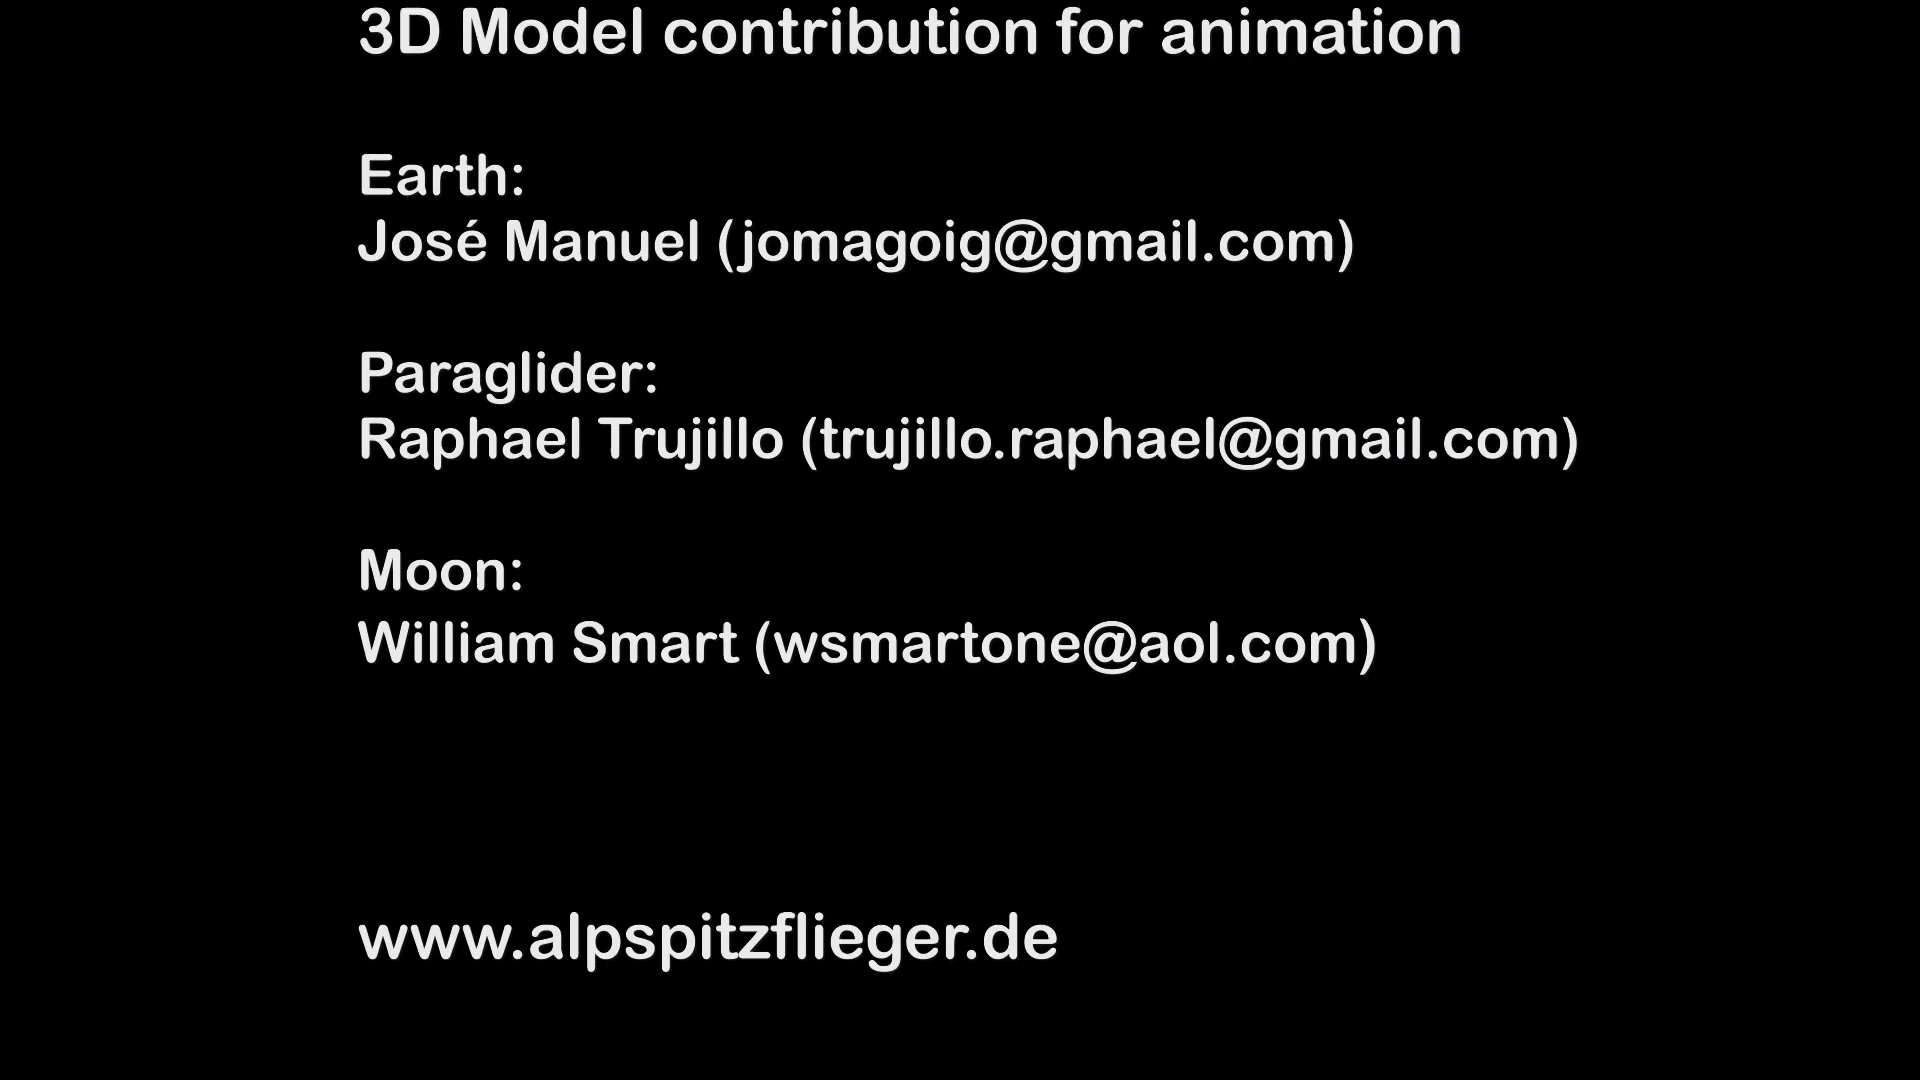 3D Model contribution for animation
Earth:
José Manuel (jomagoig@gmail.com)
Paraglider:
Raphael Trujillo (trujillo.raphael@gmail.com)
Moon:
William Smart (wsmartone@aol.com)
www.alpspitzflieger.de